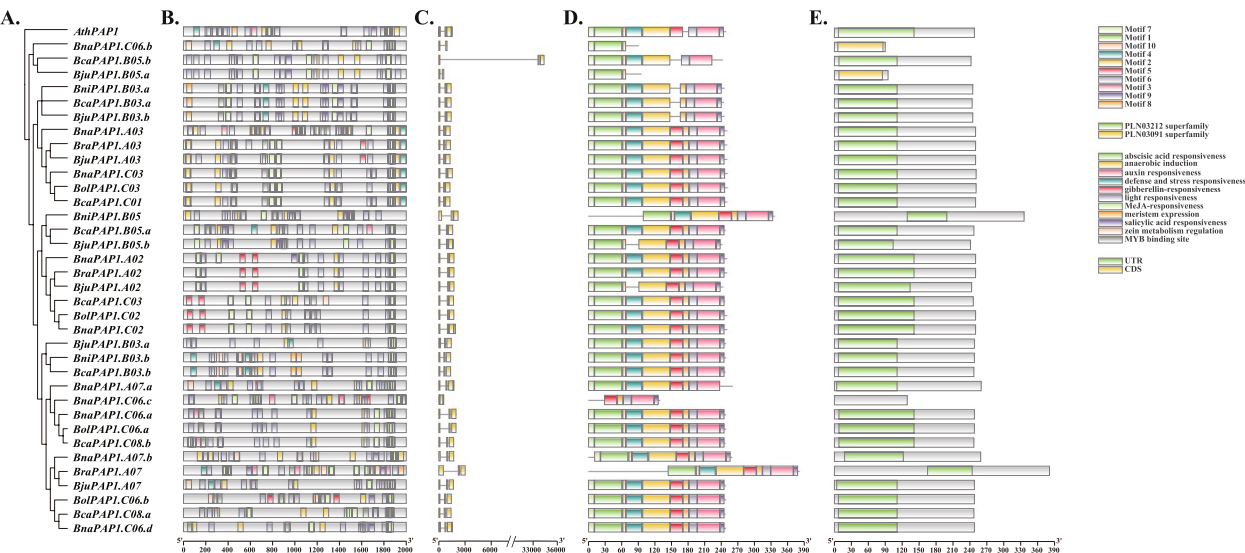 A.
B.
C.
D.
E.
AthPAP1
BnaPAP1.C06.b
BcaPAP1.B05.b
BjuPAP1.B05.a
BniPAP1.B03.a
BcaPAP1.B03.a
BjuPAP1.B03.b
BnaPAP1.A03
BraPAP1.A03
BjuPAP1.A03
BnaPAP1.C03
BolPAP1.C03
BcaPAP1.C01
BniPAP1.B05
BcaPAP1.B05.a
BjuPAP1.B05.b
BnaPAP1.A02
BraPAP1.A02
BjuPAP1.A02
BcaPAP1.C03
BolPAP1.C02
BnaPAP1.C02
BjuPAP1.B03.a
BniPAP1.B03.b
BcaPAP1.B03.b
BnaPAP1.A07.a
BnaPAP1.C06.c
BnaPAP1.C06.a
BolPAP1.C06.a
BcaPAP1.C08.b
BnaPAP1.A07.b
BraPAP1.A07
BjuPAP1.A07
BolPAP1.C06.b
BcaPAP1.C08.a
BnaPAP1.C06.d
5' 3'
0 200 400 600 800 1000 1200 1400 1600 1800 2000
5' 3'
0 3000 6000 33000 36000
5' 3'
0 30 60 90 120 150 180 210 240 270 300 330 360 390
5' 3'
0 30 60 90 120 150 180 210 240 270 300 330 360 390
Motif 7
Motif 1
Motif 10
Motif 4
Motif 2
Motif 5
Motif 6
Motif 3
Motif 9
Motif 8
PLN03212 superfamily
PLN03091 superfamily
abscisic acid responsiveness
anaerobic induction
auxin responsiveness
defense and stress responsiveness
gibberellin-responsiveness
light responsiveness
MeJA-responsiveness
meristem expression
salicylic acid responsiveness
zein metabolism regulation
MYB binding site
UTR
CDS